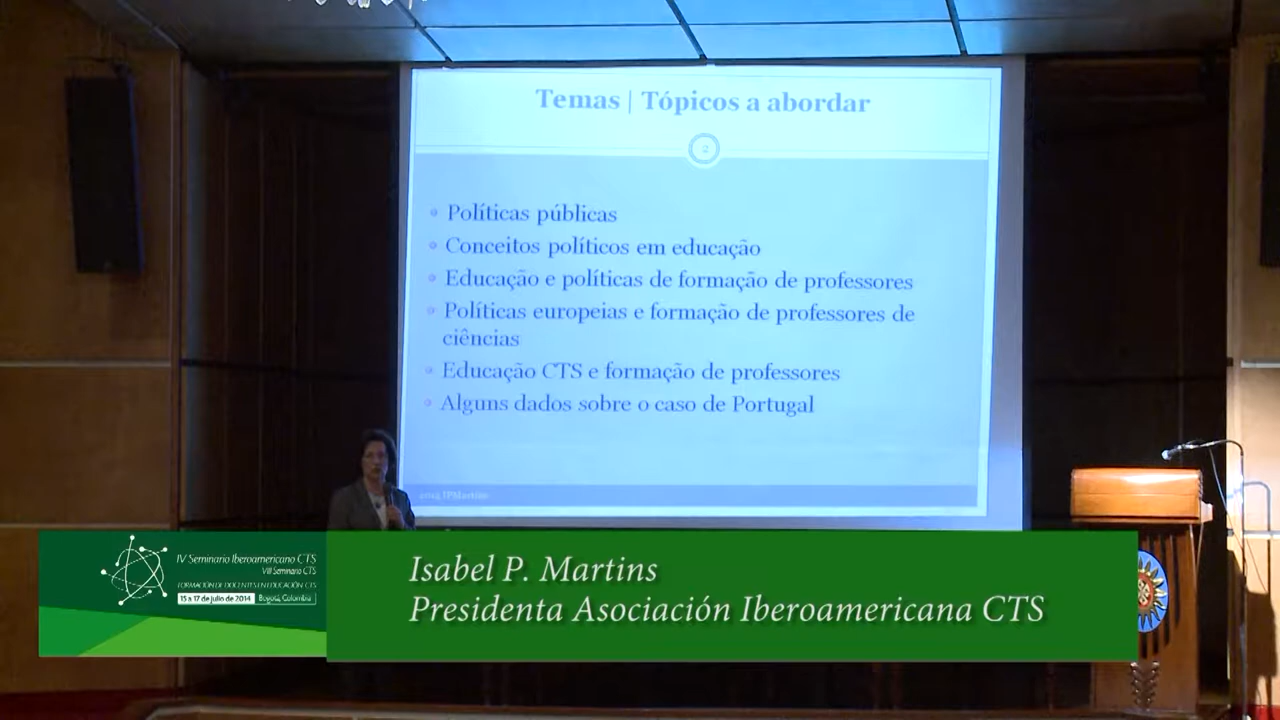 Temas | Tópicos a abordar
2
Políticas públicas
Conceitos políticos em educação
Educação e políticas de formação de professores
Políticas europeias e formação de professores de
ciências
Educação CTS e formação de professores
Alguns dados sobre o caso de Portugal
2014 IPMartins
IV Seminario Iberoamericano CTS
VIII Seminario CTS
FORMACIÓN DE DOCENTES EN EDUCACIÓN CTS
15 a 17 de julio de 2014 Bogotá, Colombia
Isabel P. Martins
Presidenta Asociación Iberoamericana CTS